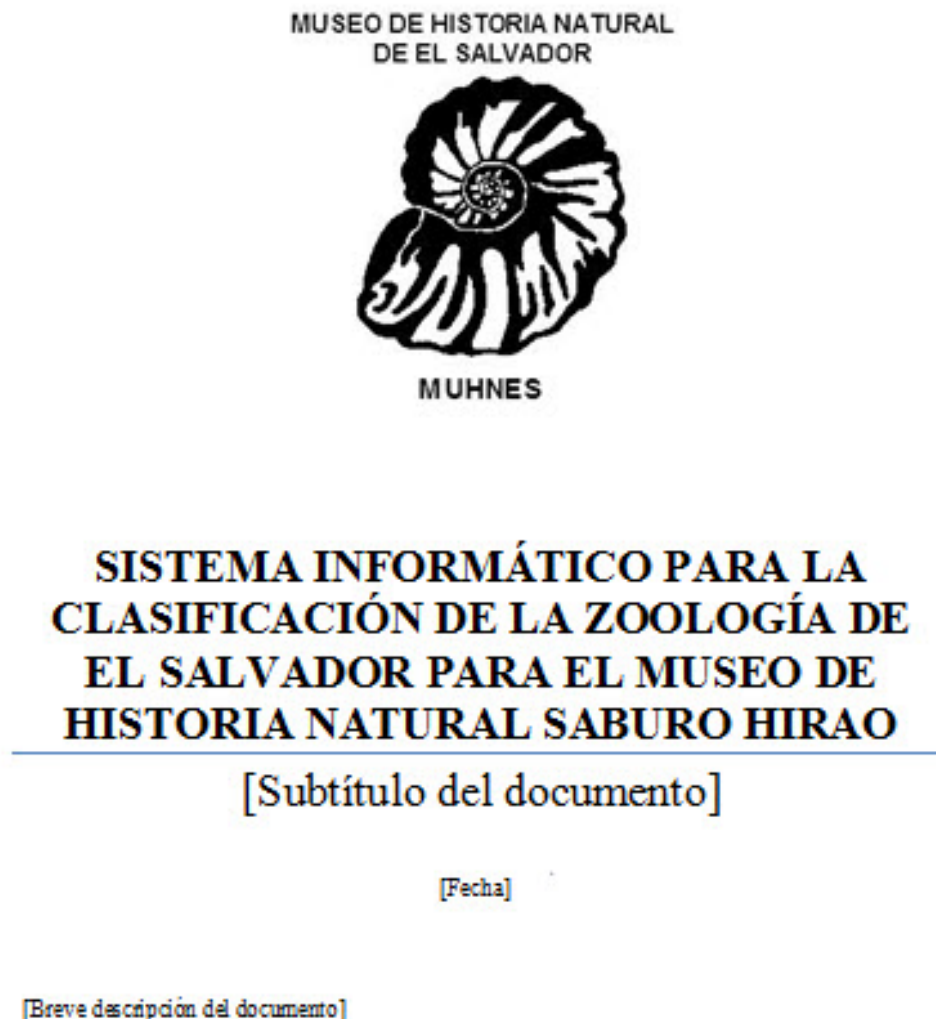 MUSEO DE HISTORIA NATURAL
DE EL SALVADOR
MUHNES
SISTEMA INFORMÁTICO PARA LA
CLASIFICACIÓN DE LA ZOOLOGÍA DE
EL SALVADOR PARA EL MUSEO DE
HISTORIA NATURAL SABURO HIRAO
[Subtítulo del documento]
[Fecha]
[Breve descripción del documento]